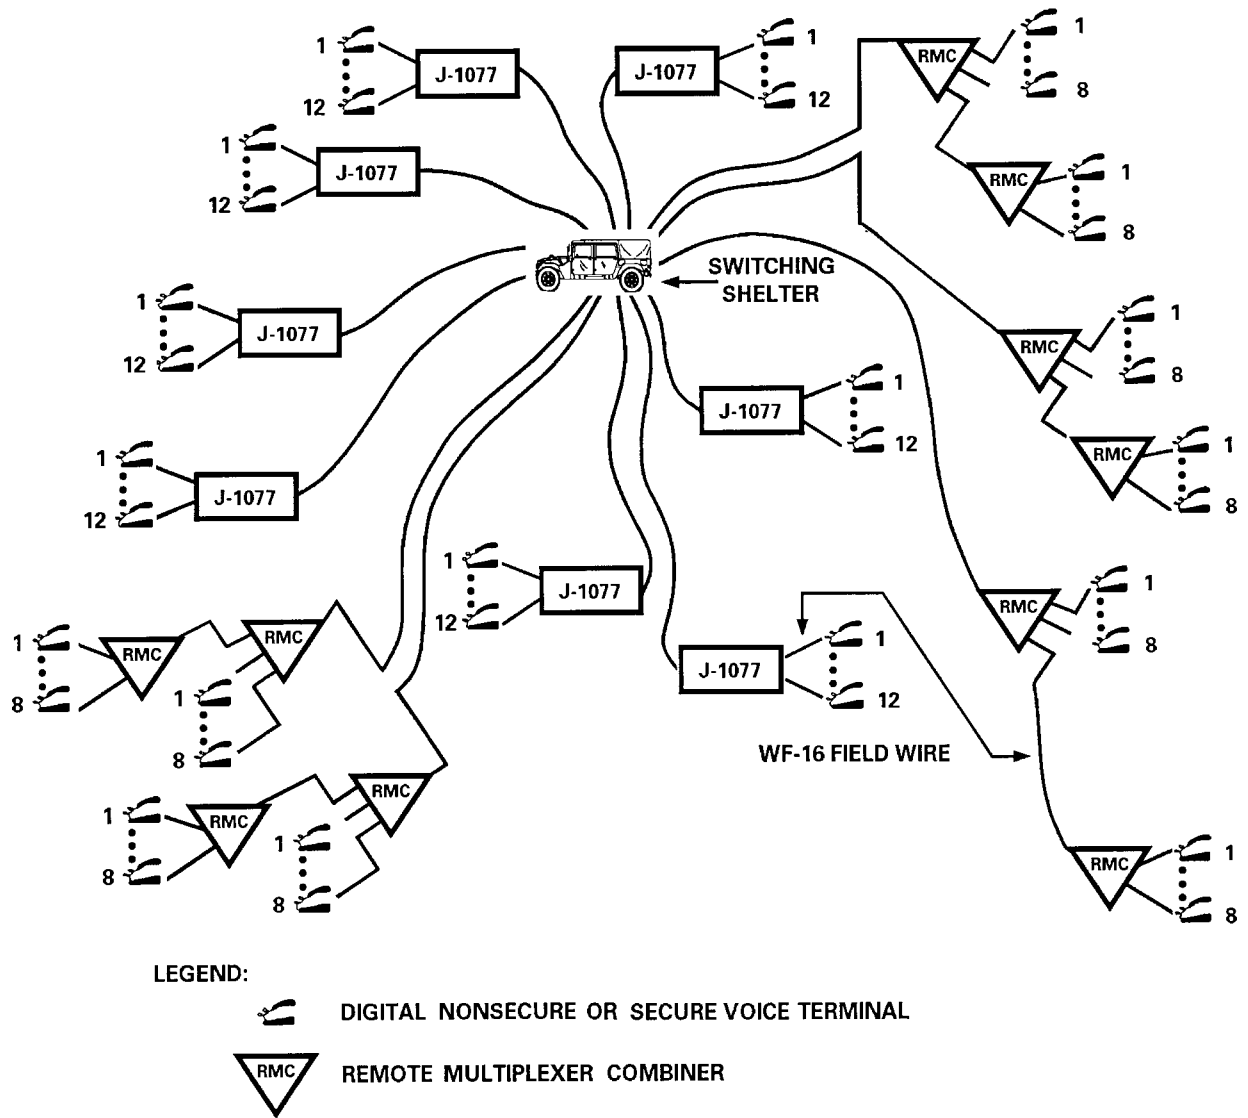 1
J-1077
12
J-1077
1
12
RMC
1
8
1
J-1077
12
RMC
1
8
SWITCHING
SHELTER
1
J-1077
12
RMC
1
8
J-1077
1
12
RMC
1
8
1
J-1077
12
1
J-1077
12
RMC
1
8
1
RMC
8
RMC
1
8
J-1077
1
12
WF-16 FIELD WIRE
1
RMC
8
RMC
1
8
RMC
1
8
LEGEND:
DIGITAL NONSECURE OR SECURE VOICE TERMINAL
RMC
REMOTE MULTIPLEXER COMBINER